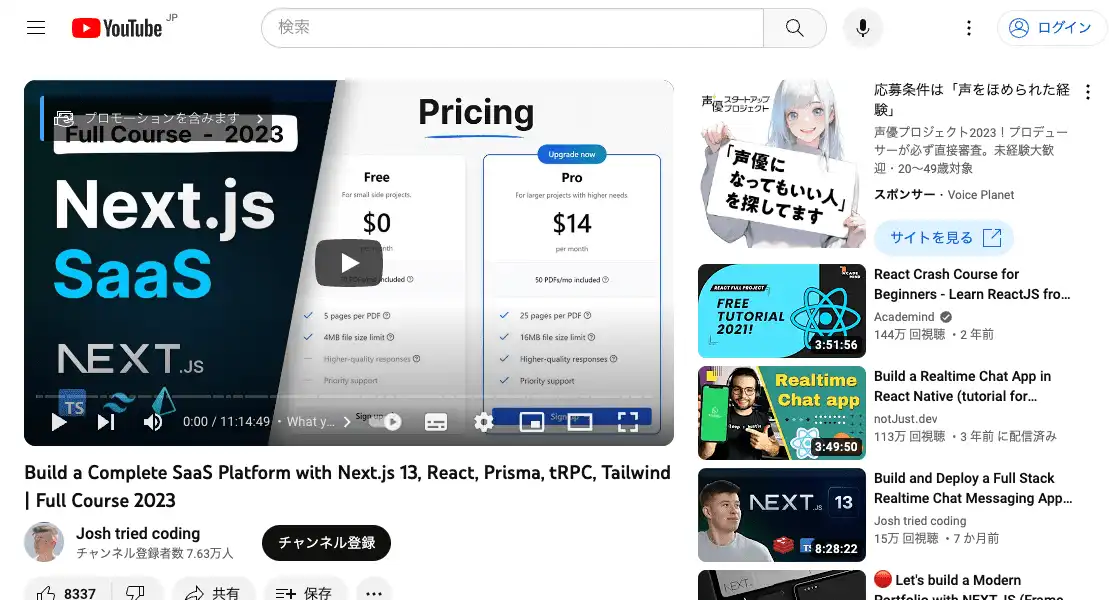 YouTube JP
検索
ログイン
プロモーションを含みます
Full Course - 2023
Next.js
SaaS
NEXT.JS
TS
Pricing
Upgrade now
Free
For small side projects.
$0
per month
PDFs/mo included
5 pages per PDF
4MB file size limit
Higher-quality responses
Priority support
Sign up
Pro
For larger projects with higher needs.
$14
per month
50 PDFs/mo included
25 pages per PDF
16MB file size limit
Higher-quality responses
Priority support
Sign up
0:00 / 11:14:49 • What y…
Build a Complete SaaS Platform with Next.js 13, React, Prisma, tRPC, Tailwind
| Full Course 2023
Josh tried coding
チャンネル登録者数 7.63万人
チャンネル登録
8337
共有
保存
声優スタートアップ
プロジェクト
「声優に
なってもいい人」
を探してます
応募条件は「声をほめられた経
験」
声優プロジェクト2023！プロデュー
サーが必ず直接審査。未経験大歓
迎・20～49歳対象
スポンサー・Voice Planet
サイトを見る
REACT FULL PROJECT
FREE
TUTORIAL
2021!
ACADE
MIND
3:51:56
React Crash Course for
Beginners - Learn ReactJS fro…
Academind
144万 回視聴 • 2 年前
Realtime
Chat app
3:49:50
Build a Realtime Chat App in
React Native (tutorial for…
notJust.dev
113万 回視聴 • 3 年前 に配信済み
NEXT.JS 13
TS
8:28:22
Build and Deploy a Full Stack
Realtime Chat Messaging App…
Josh tried coding
15万 回視聴 • 7 か月前
NEXT
Let's build a Modern
Portfolio with NEXT.JS (Frame